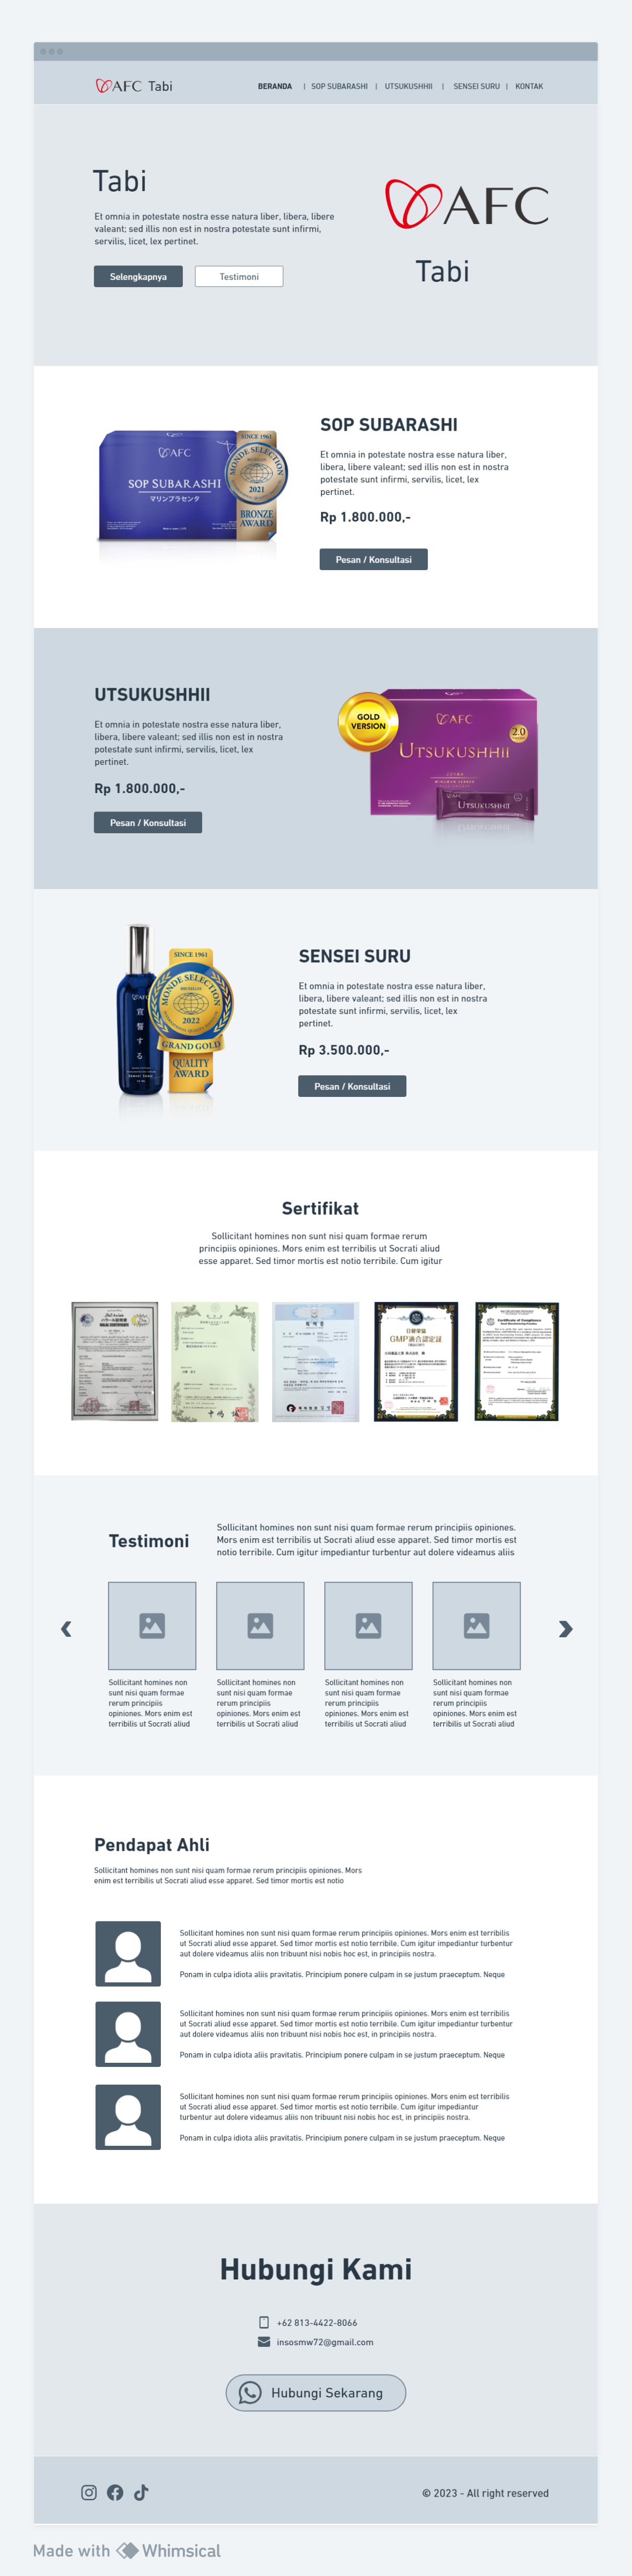 AFC Tabi
BERANDA | SOP SUBARASHI | UTSUKUSHHII | SENSEI SURU | KONTAK
Tabi
Et omnia in potestate nostra esse natura liber, libera, libere
valeant; sed illis non est in nostra potestate sunt infirmi,
servilis, licet, lex pertinet.
Selengkapnya
Testimoni
AFC
Tabi
AFC
SOP SUBARASHI
マリンプラセンタ
SINCE 1961
MONDE SELECTION
2021
BRONZE
AWARD
SOP SUBARASHI
Et omnia in potestate nostra esse natura liber,
libera, libere valeant; sed illis non est in nostra
potestate sunt infirmi, servilis, licet, lex
pertinet.
Rp 1.800.000,-
Pesan / Konsultasi
UTSUKUSHHII
Et omnia in potestate nostra esse natura liber,
libera, libere valeant; sed illis non est in nostra
potestate sunt infirmi, servilis, licet, lex
pertinet.
Rp 1.800.000,-
Pesan / Konsultasi
GOLD
VERSION
AFC
UTSUKUSHHII
2.0
UTSUKUSHHII
SINCE 1961
MONDE SELECTION
BRUXELLES
2022
GRAND GOLD
QUALITY
AWARD
AFC
宣
誓
す
る
SENSEI SURU
SENSEI SURU
Et omnia in potestate nostra esse natura liber,
libera, libere valeant; sed illis non est in nostra
potestate sunt infirmi, servilis, licet, lex
pertinet.
Rp 3.500.000,-
Pesan / Konsultasi
Sertifikat
Sollicitant homines non sunt nisi quam formae rerum
principiis opiniones. Mors enim est terribilis ut Socrati aliud
esse apparet. Sed timor mortis est notio terribile. Cum igitur
GMP適合認定証
Certificate of Compliance
Testimoni
Sollicitant homines non sunt nisi quam formae rerum principiis opiniones.
Mors enim est terribilis ut Socrati aliud esse apparet. Sed timor mortis est
notio terribile. Cum igitur impediantur turbentur aut dolere videamus aliis
Sollicitant homines non
sunt nisi quam formae
rerum principiis
opiniones. Mors enim est
terribilis ut Socrati aliud
Sollicitant homines non
sunt nisi quam formae
rerum principiis
opiniones. Mors enim est
terribilis ut Socrati aliud
Sollicitant homines non
sunt nisi quam formae
rerum principiis
opiniones. Mors enim est
terribilis ut Socrati aliud
Sollicitant homines non
sunt nisi quam formae
rerum principiis
opiniones. Mors enim est
terribilis ut Socrati aliud
Pendapat Ahli
Sollicitant homines non sunt nisi quam formae rerum principiis opiniones. Mors
enim est terribilis ut Socrati aliud esse apparet. Sed timor mortis est notio
Sollicitant homines non sunt nisi quam formae rerum principiis opiniones. Mors enim est terribilis
ut Socrati aliud esse apparet. Sed timor mortis est notio terribile. Cum igitur impediantur turbentur
aut dolere videamus aliis non tribunt nisi nobis hoc est, in principiis nostra.
Ponam in culpa idiota aliis pravitatis. Principium ponere culpam in se justum praeceptum. Neque
Sollicitant homines non sunt nisi quam formae rerum principiis opiniones. Mors enim est terribilis
ut Socrati aliud esse apparet. Sed timor mortis est notio terribile. Cum igitur impediantur turbentur
aut dolere videamus aliis non tribunt nisi nobis hoc est, in principiis nostra.
Ponam in culpa idiota aliis pravitatis. Principium ponere culpam in se justum praeceptum. Neque
Sollicitant homines non sunt nisi quam formae rerum principiis opiniones. Mors enim est terribilis
ut Socrati aliud esse apparet. Sed timor mortis est notio terribile. Cum igitur impediantur
turbentur aut dolere videamus aliis non tribuunt nisi nobis hoc est, in principiis nostra.
Ponam in culpa idiota aliis pravitatis. Principium ponere culpam in se justum praeceptum. Neque
Hubungi Kami
+62 813-4422-8066
insosmw72@gmail.com
Hubungi Sekarang
© 2023 - All right reserved
Made with Whimsical